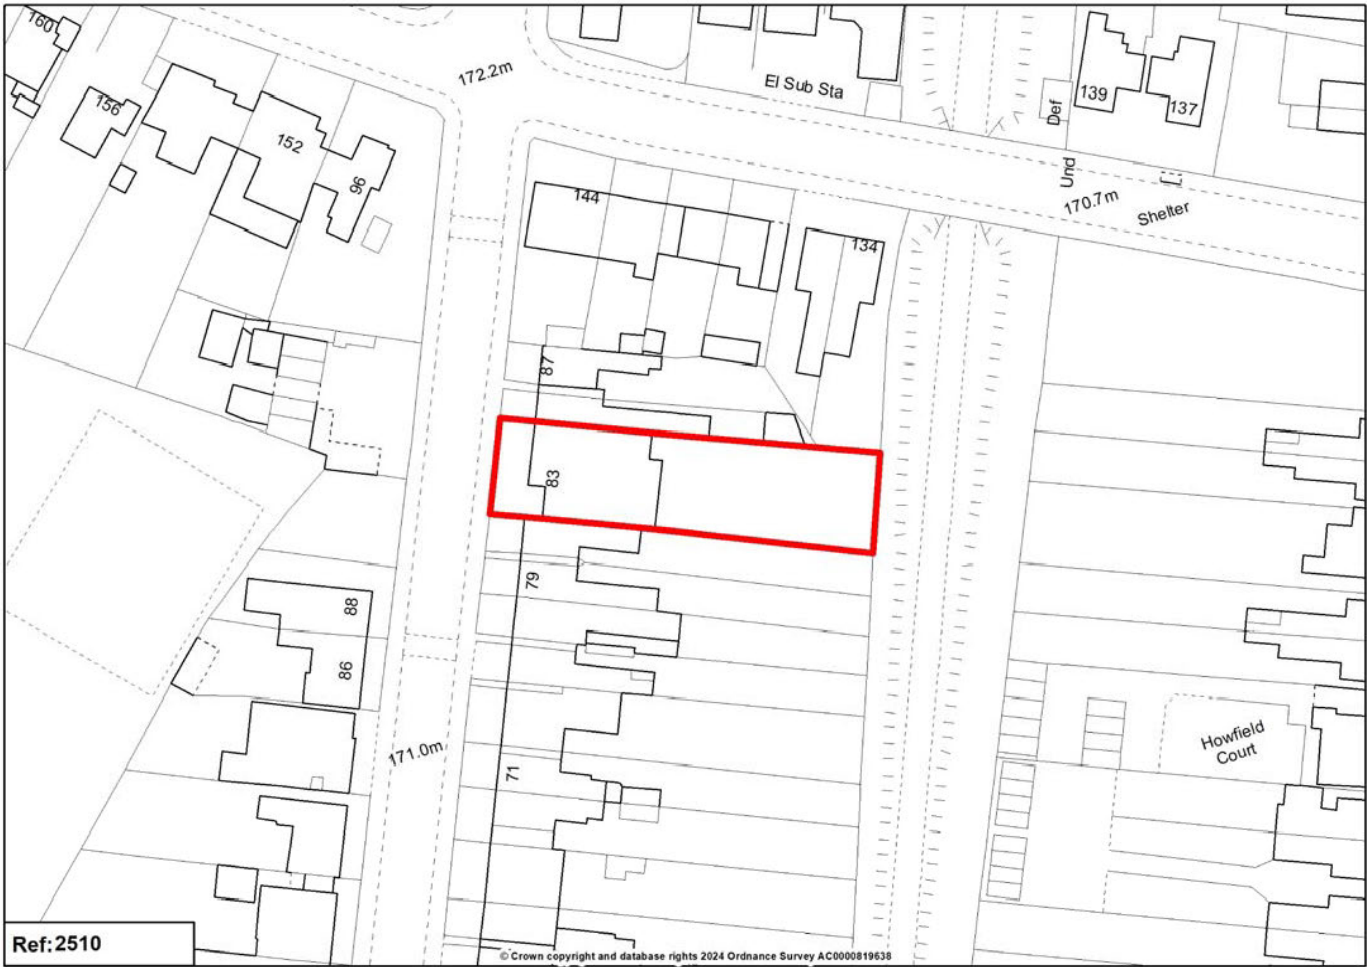 160
172.2m
El Sub Sta
139
137
Def
156
152
96
Und
170.7m
Shelter
144
134
87
83
79
88
86
71
171.0m
Howfield
Court
Ref:2510
© Crown copyright and database rights 2024 Ordnance Survey AC0000819638